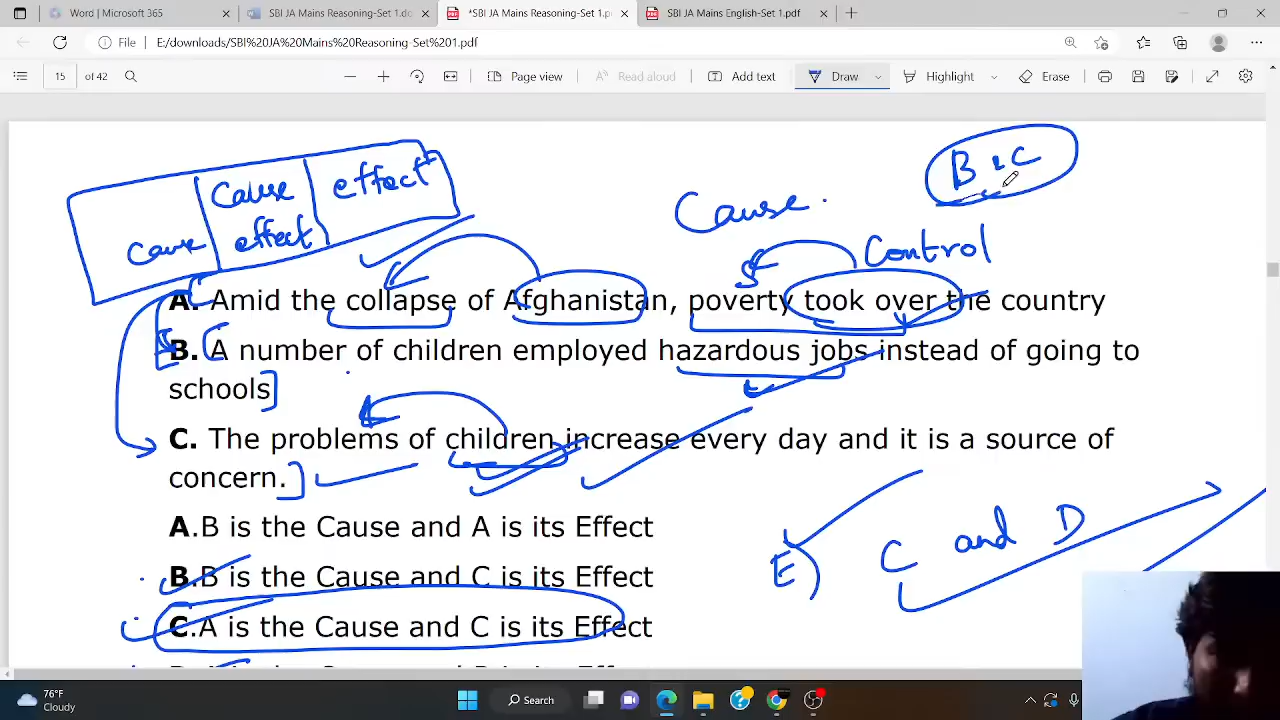 Word | Microsoft 365
SBI JA Mains Reasoning-Set 1.do
*SBI JA Mains Reasoning-Set 1.p
SBI JA Mains English-Set 1.pdf
File
E:/downloads/SBI%20JA%20Mains%20Reasoning-Set%201.pdf
15 of 42
Page view
Read aloud
Add text
Draw
Highlight
Erase
Cause
effect
effect
cause
Cause.
B & C
Control
A. Amid the collapse of Afghanistan, poverty took over the country
B. A number of children employed hazardous jobs instead of going to
schools
C. The problems of children increase every day and it is a source of
concern.
A.B is the Cause and A is its Effect
B.B is the Cause and C is its Effect
C.A is the Cause and C is its Effect
E) C and D
76°F
Cloudy
Search